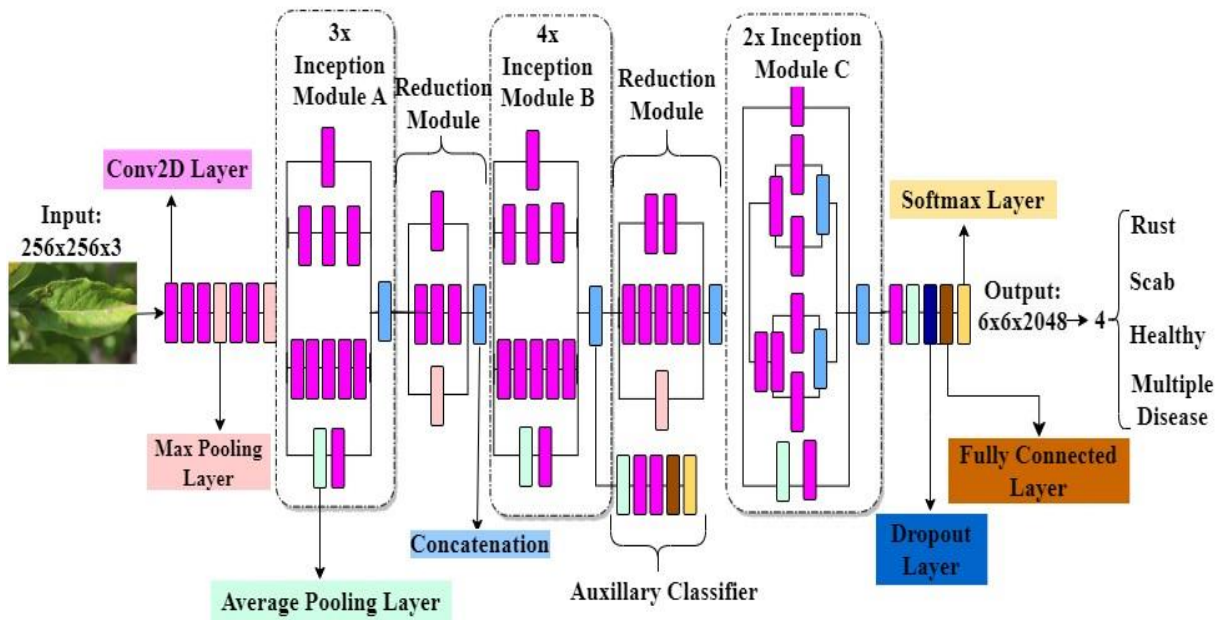 3x
Inception
Module A
4x
Inception
Module B
2x Inception
Module C
Reduction
Module
Reduction
Module
Conv2D Layer
Input:
256x256x3
Softmax Layer
Output:
6x6x2048
4
Rust
Scab
Healthy
Multiple
Disease
Max Pooling
Layer
Fully Connected
Layer
Concatenation
Dropout
Layer
Average Pooling Layer
Auxillary Classifier